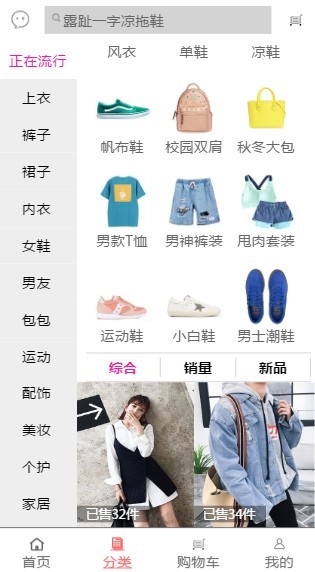 露趾一字凉拖鞋
正在流行
上衣
裤子
裙子
内衣
女鞋
男友
包包
运动
配饰
美妆
个护
家居
风衣 单鞋 凉鞋
帆布鞋 校园双肩 秋冬大包
男款T恤 男神裤装 甩肉套装
运动鞋 小白鞋 男士潮鞋
综合 销量 新品
已售32件 已售34件
首页 分类 购物车 我的